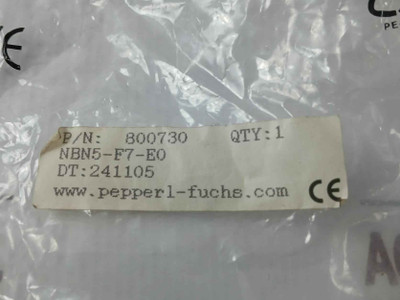 P/N: 800730 QTY:1
NBN5-F7-E0
DT:241105
www.pepperl-fuchs.com CE